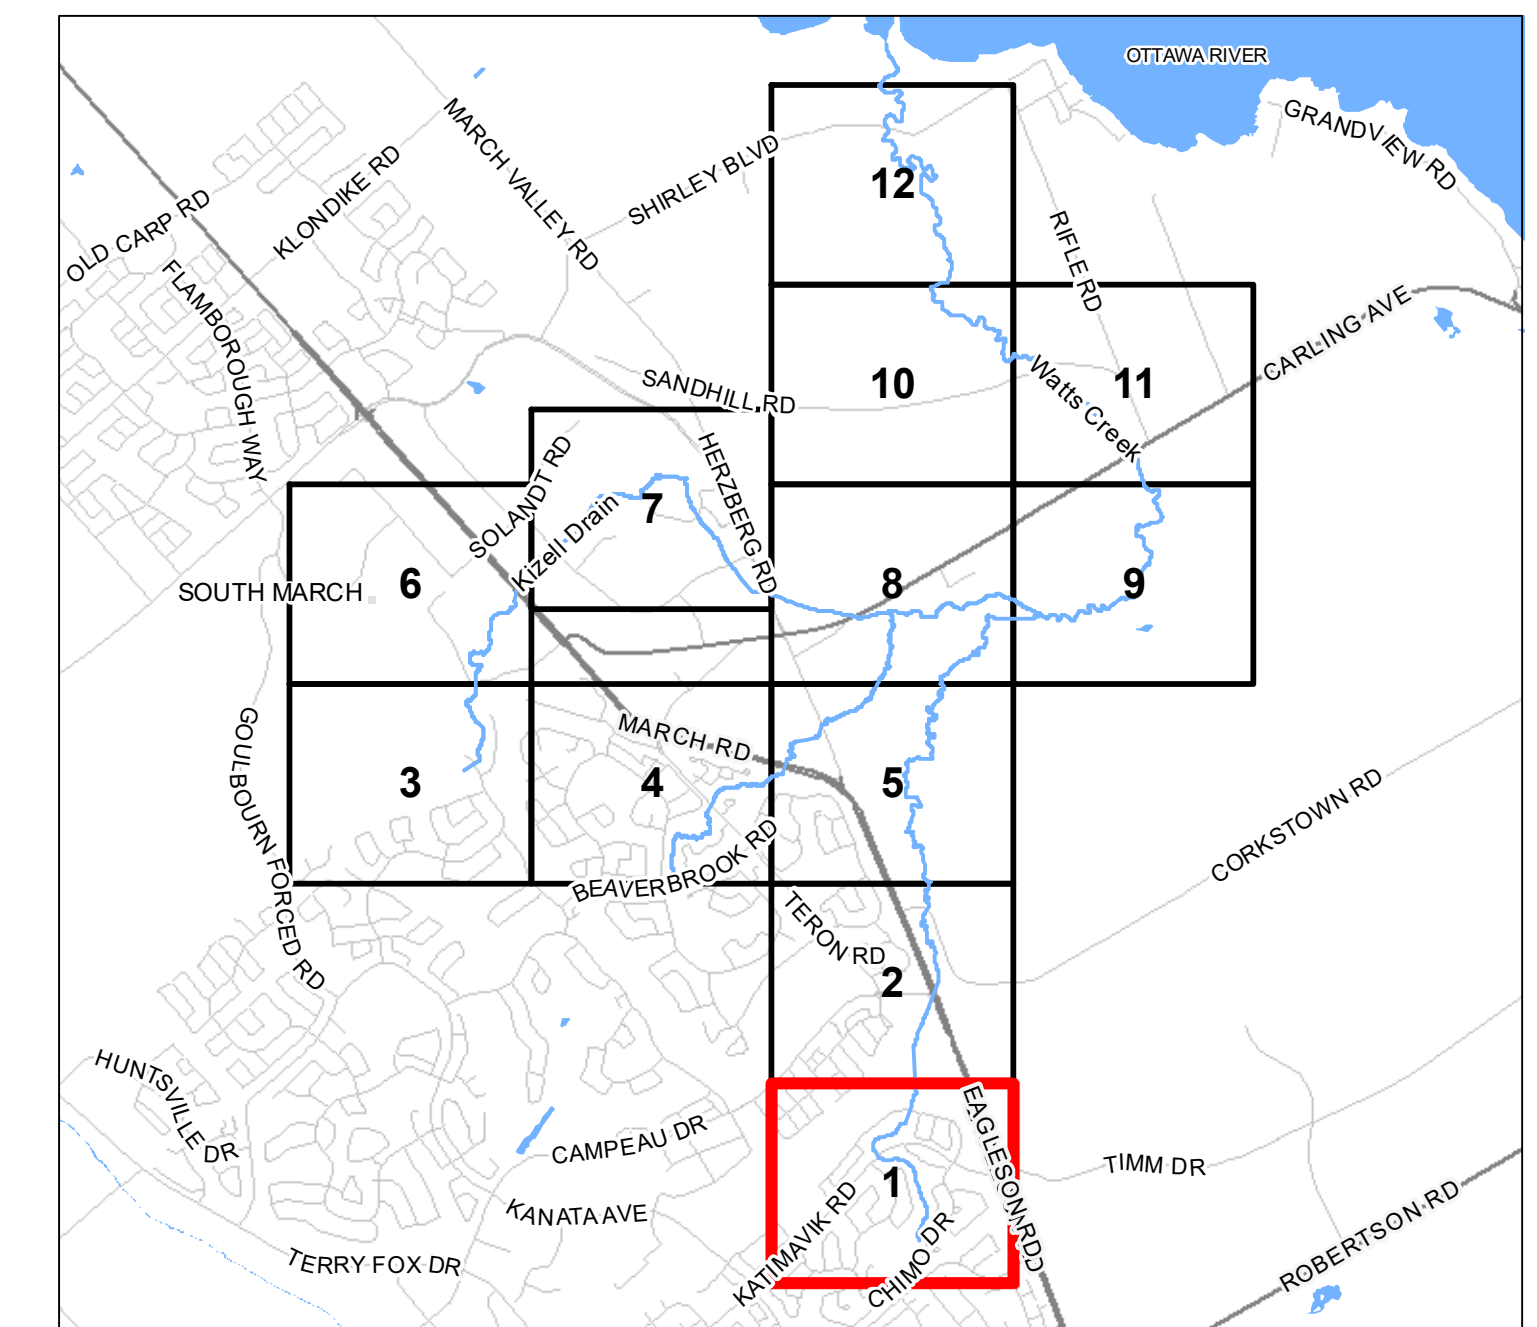 OTTAWA RIVER
GRANDVIEW RD
MARCH VALLEY RD
SHIRLEY BLVD
KLONDIKE RD
12
OLD CARP RD
RIFLE RD
FLAMBOROUGH WAY
CARLING AVE
SANDHILL RD
10
Watts Creek
11
HERZBERG RD
SOLANDT RD
7
Kizell Drain
SOUTH MARCH
6
8
9
GOULBOURN FORCED RD
MARCH RD
3
4
5
CORKSTOWN RD
BEAVERBROOK RD
TERON RD
2
HUNTSVILLE DR
CAMPEAU DR
EAGLESON RD
TIMM DR
1
KANATA AVE
KATIMAVIK RD
CHIMO DR
TERRY FOX DR
ROBERTSON RD